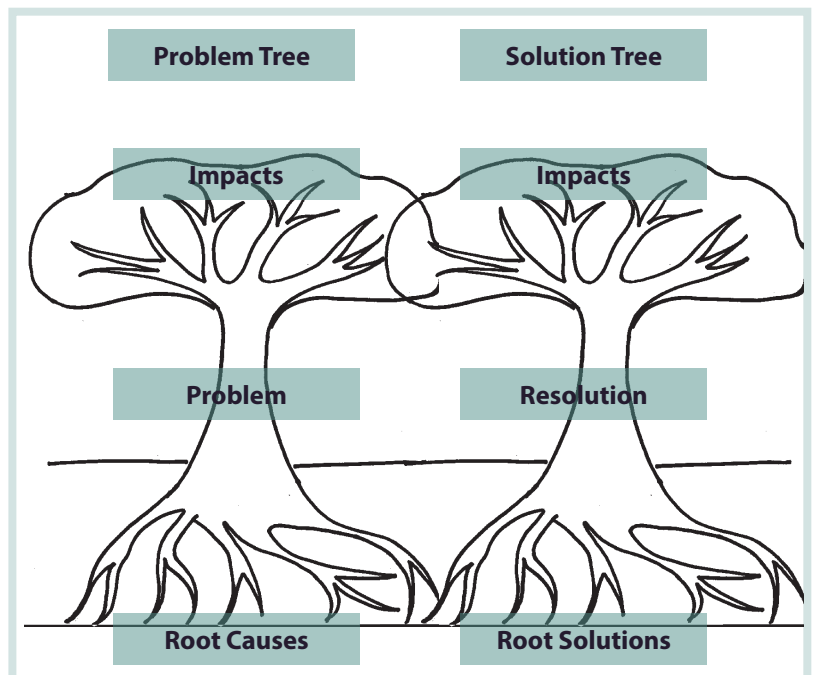 Problem Tree
Solution Tree
Impacts
Impacts
Problem
Resolution
Root Causes
Root Solutions